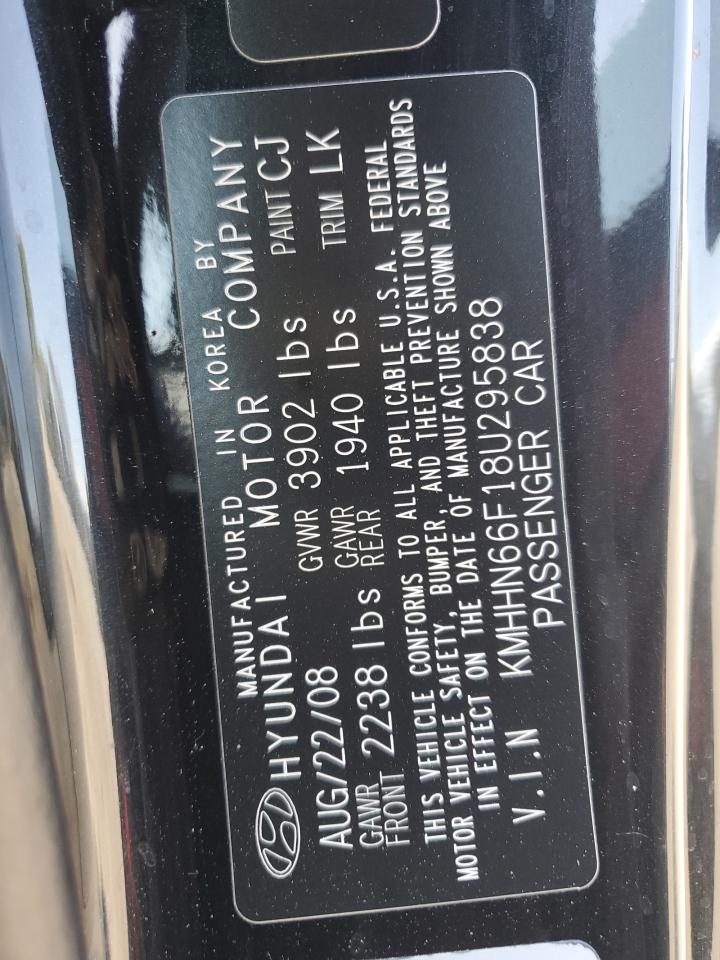 MANUFACTURED IN KOREA BY
HYUNDAI MOTOR COMPANY
AUG/22/08 GVWR 3902 lbs PAINT CJ
GAWR FRONT 2238 lbs GAWR REAR 1940 lbs TRIM LK
THIS VEHICLE CONFORMS TO ALL APPLICABLE U.S.A. FEDERAL
MOTOR VEHICLE SAFETY, BUMPER, AND THEFT PREVENTION STANDARDS
IN EFFECT ON THE DATE OF MANUFACTURE SHOWN ABOVE
V.I.N KMHHN66F18U295838
PASSENGER CAR